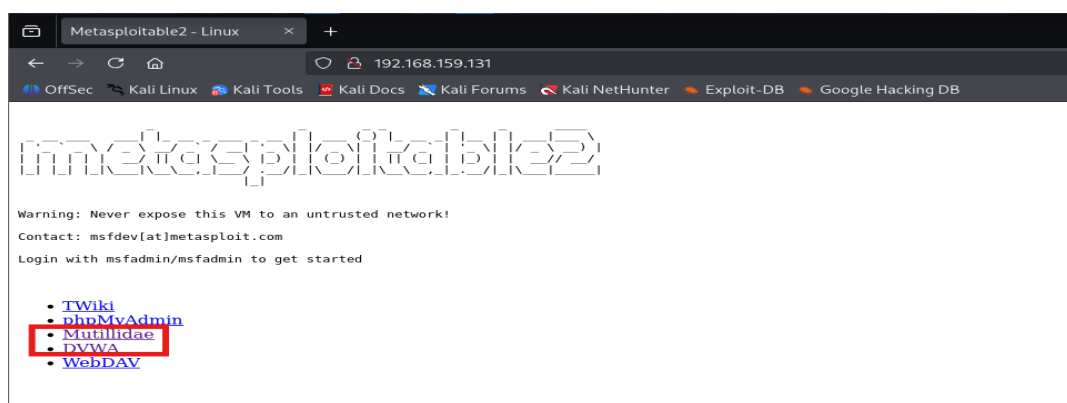 Metasploitable2 - Linux
192.168.159.131
OffSec Kali Linux Kali Tools Kali Docs Kali Forums Kali NetHunter Exploit-DB Google Hacking DB
metasploitable2
Warning: Never expose this VM to an untrusted network!
Contact: msfdev[at]metasploit.com
Login with msfadmin/msfadmin to get started
TWiki
phpMyAdmin
Mutillidae
DVWA
WebDAV